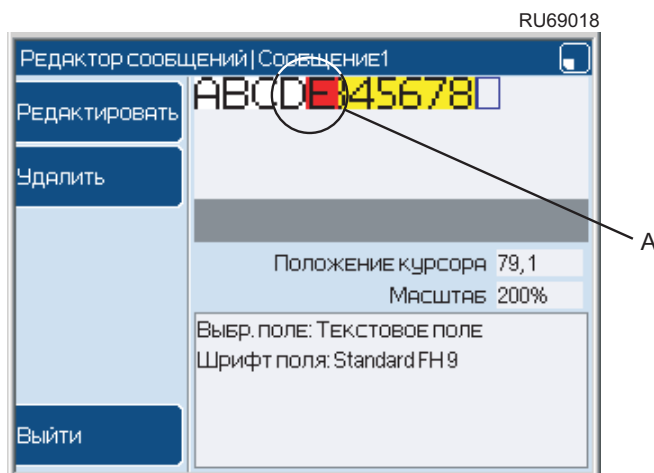 RU69018
Редактор сообщений|Сообщение1
Редактировать
ABCDE345678
Удалить
A
Положение курсора 79,1
Масштаб 200%
Выбр. поле: Текстовое поле
Шрифт поля: Standard FH 9
Выйти